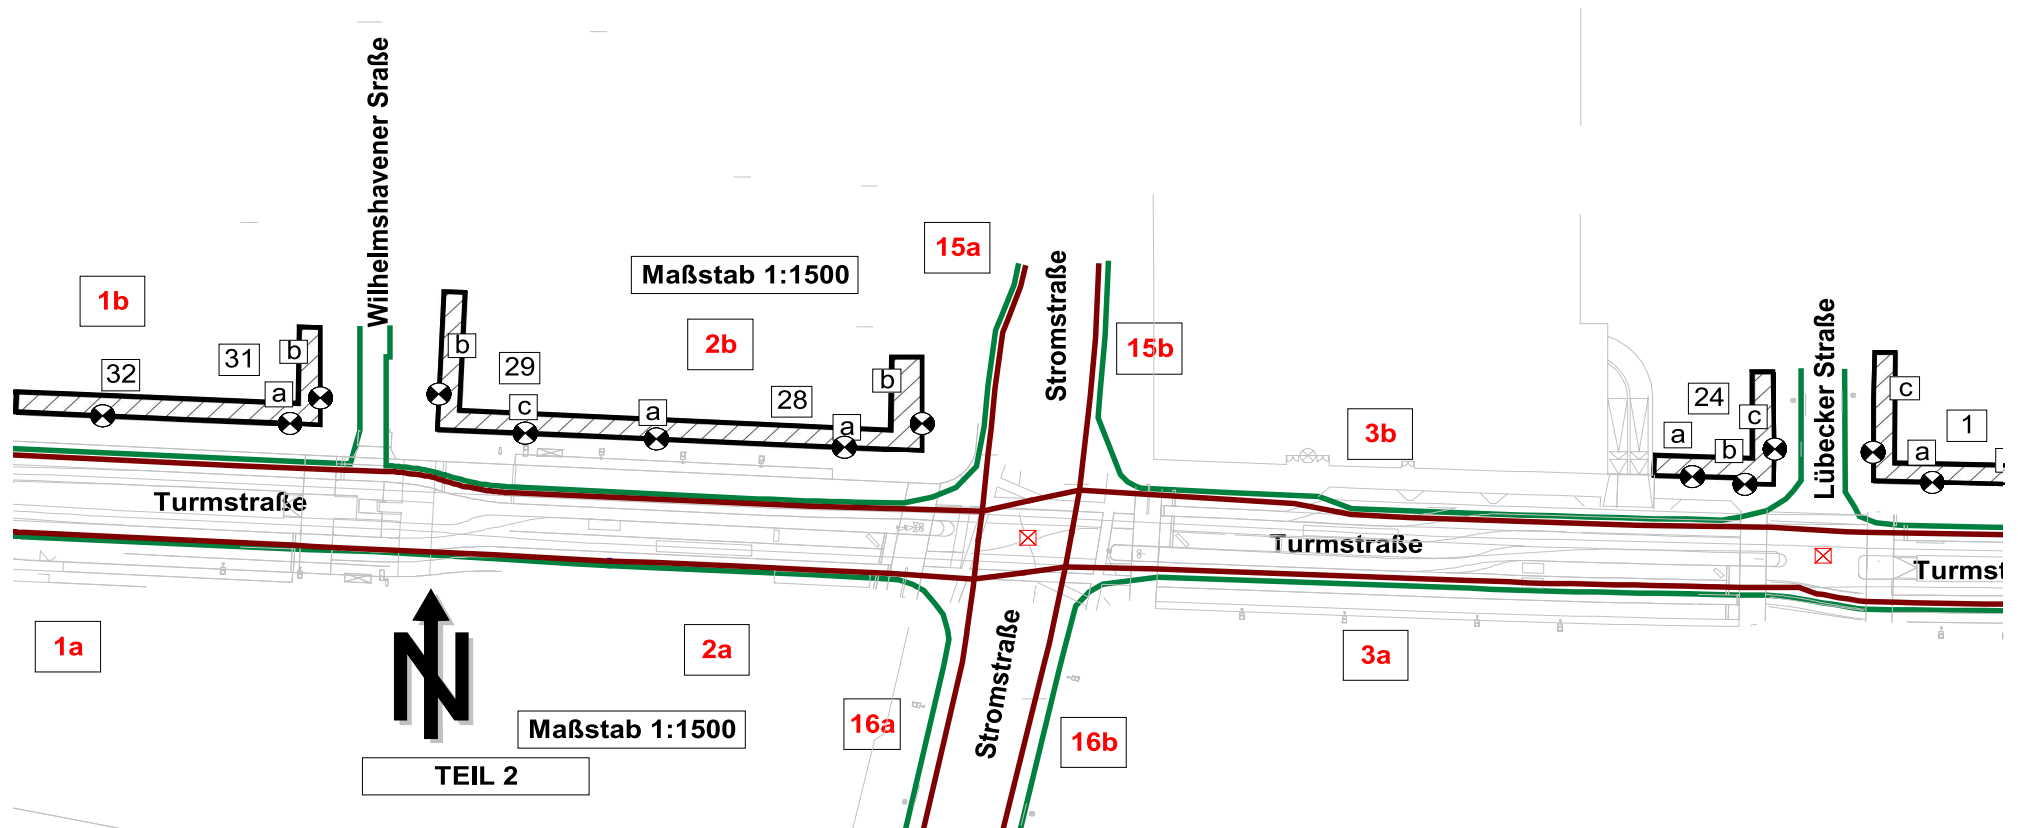 Wilhelmshavener Sraße
15a
Stromstraße
Maßstab 1:1500
1b
2b
15b
Lübecker Straße
31
b
b
29
32
a
c
a
28
b
a
3b
24
a
b
c
c
a
1
Turmstraße
Turmstraße
Turmst
1a
N
2a
3a
Stromstraße
16a
16b
Maßstab 1:1500
TEIL 2